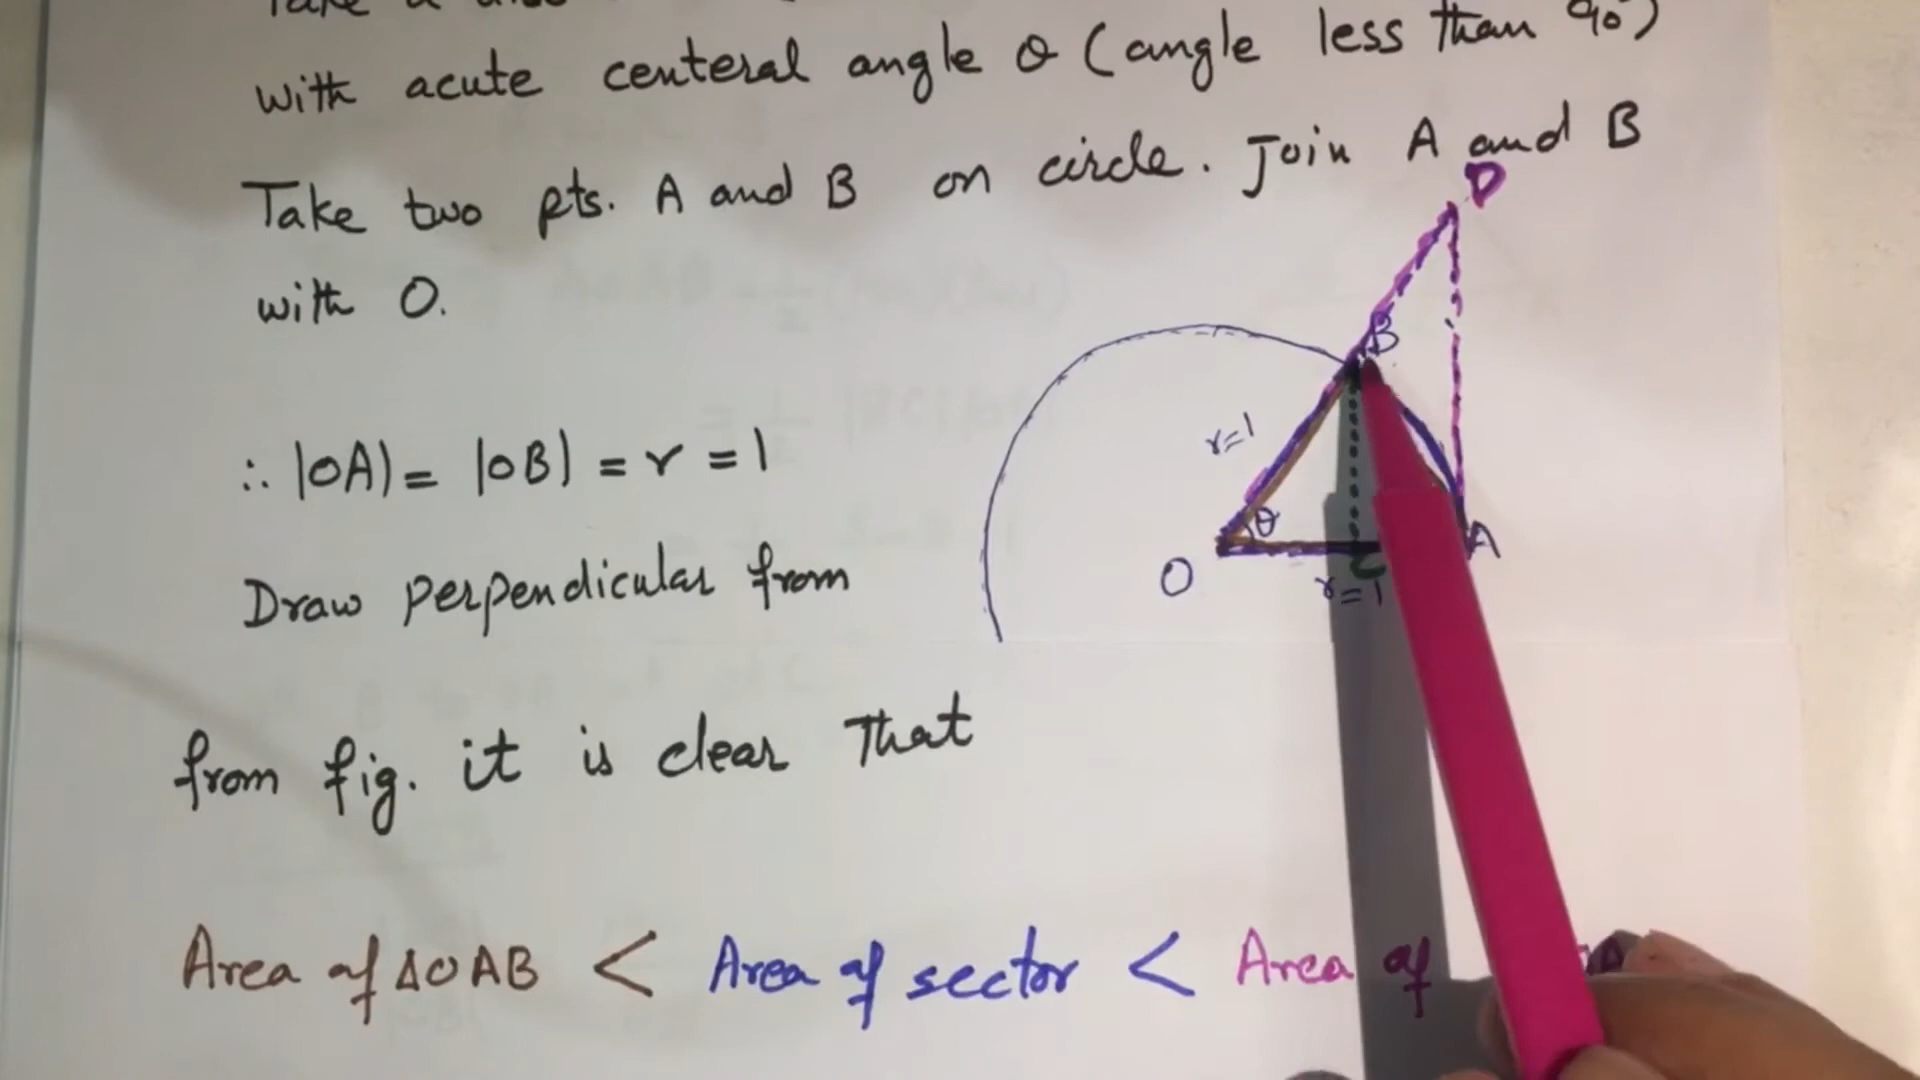 Take a
with acute centeral angle θ (angle less than 90°)
Take two pts. A and B on circle. Join A and B
with O.
D
B
r=1
θ
O
C
A
r=1
∴ |OA| = |OB| = r = 1
Draw perpendicular from
from fig. it is clear that
Area of ΔOAB < Area of sector < Area of